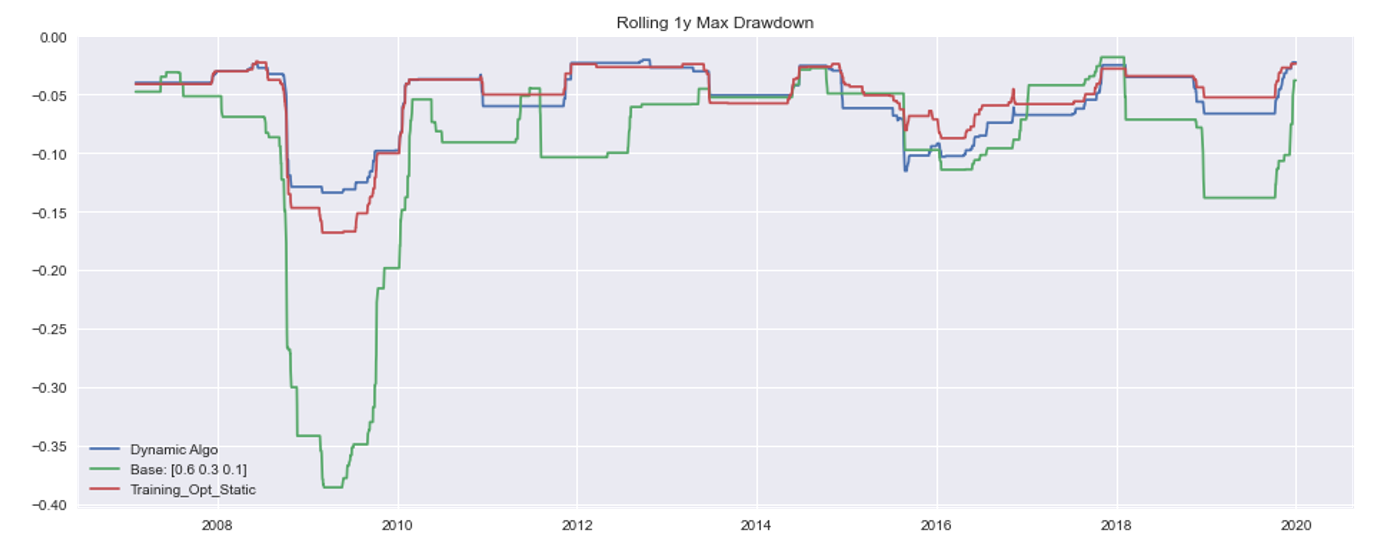 Rolling 1y Max Drawdown
0.00
−0.05
−0.10
−0.15
−0.20
−0.25
−0.30
−0.35
−0.40
Dynamic Algo
Base: [0.6 0.3 0.1]
Training_Opt_Static
2008 2010 2012 2014 2016 2018 2020